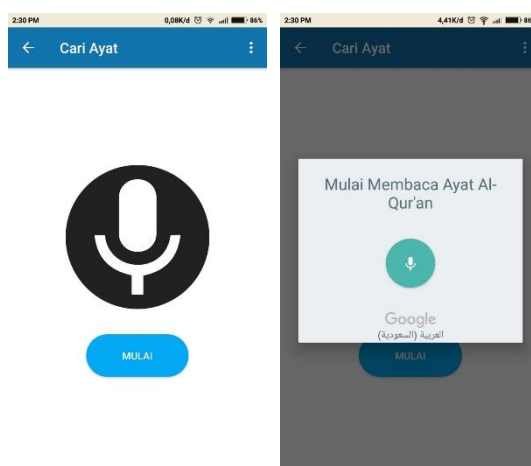 2:30 PM 0,08K/d 86%
Cari Ayat
MULAI
2:30 PM 4,41K/d 86
Cari Ayat
Mulai Membaca Ayat Al-
Qur'an
Google
العربية (السعودية)
MULAI